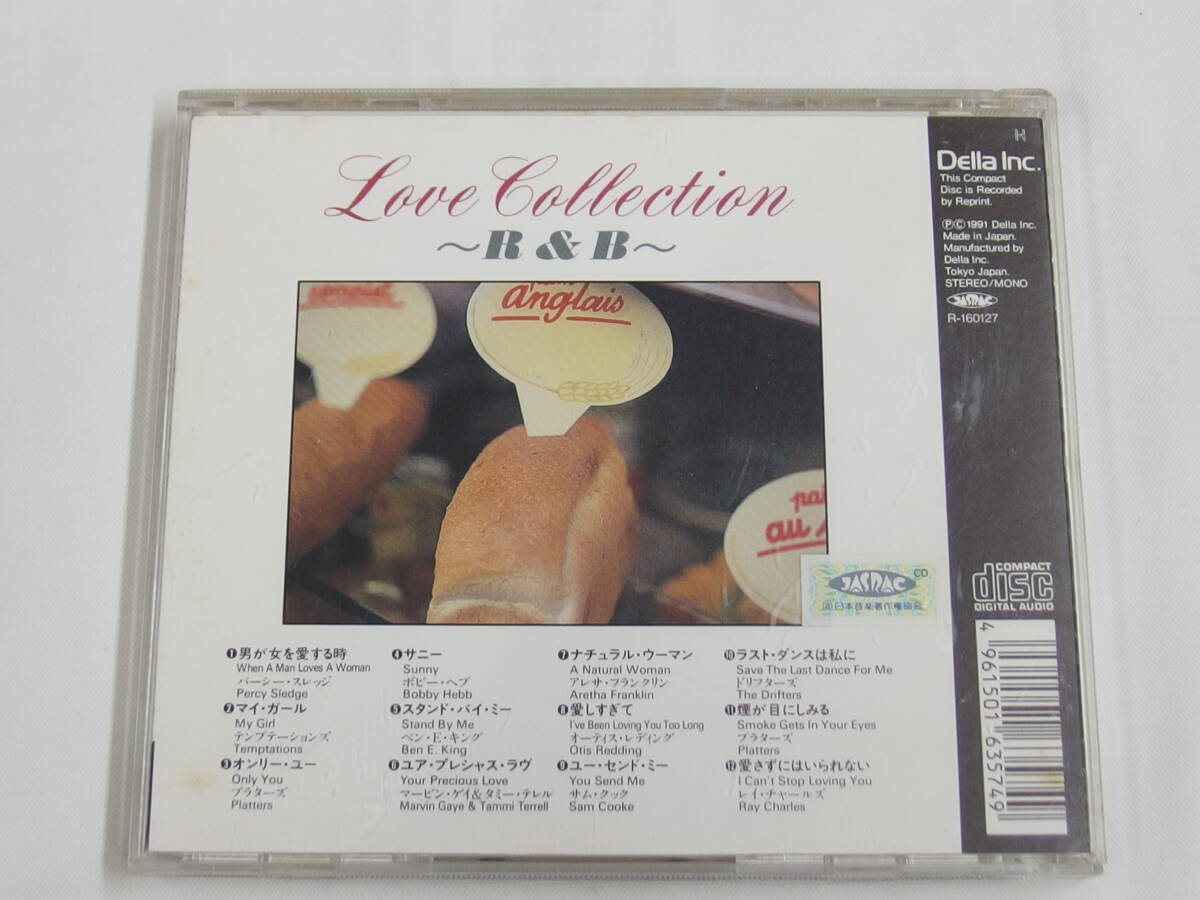 Love Collection
~R & B~
anglais
pai
au
JASRAC
CD
日本音楽著作権協会
❶男が女を愛する時
When A Man Loves A Woman
パーシー・スレッジ
Percy Sledge
❷マイ・ガール
My Girl
テンプテーションズ
Temptations
❸オンリー・ユー
Only You
プラターズ
Platters
❹サニー
Sunny
ボビー・ヘブ
Bobby Hebb
❺スタンド・バイ・ミー
Stand By Me
ベン・E・キング
Ben E. King
❻ユア・プレシャス・ラヴ
Your Precious Love
マービン・ゲイ&タミー・テレル
Marvin Gaye & Tammi Terrell
❼ナチュラル・ウーマン
A Natural Woman
アレサ・フランクリン
Aretha Franklin
❽愛しすぎて
I've Been Loving You Too Long
オーティス・レディング
Otis Redding
❾ユー・センド・ミー
You Send Me
サム・クック
Sam Cooke
❿ラスト・ダンスは私に
Save The Last Dance For Me
ドリフターズ
The Drifters
⓫煙が目にしみる
Smoke Gets In Your Eyes
プラターズ
Platters
⓬愛さずにはいられない
I Can't Stop Loving You
レイ・チャールズ
Ray Charles
H
Della Inc.
This Compact
Disc is Recorded
by Reprint.
ⓅⒸ1991 Della Inc.
Made in Japan.
Manufactured by
Della Inc.
Tokyo Japan.
STEREO/MONO
JASRAC
R-160127
COMPACT
disc
DIGITAL AUDIO
4 961501 635749